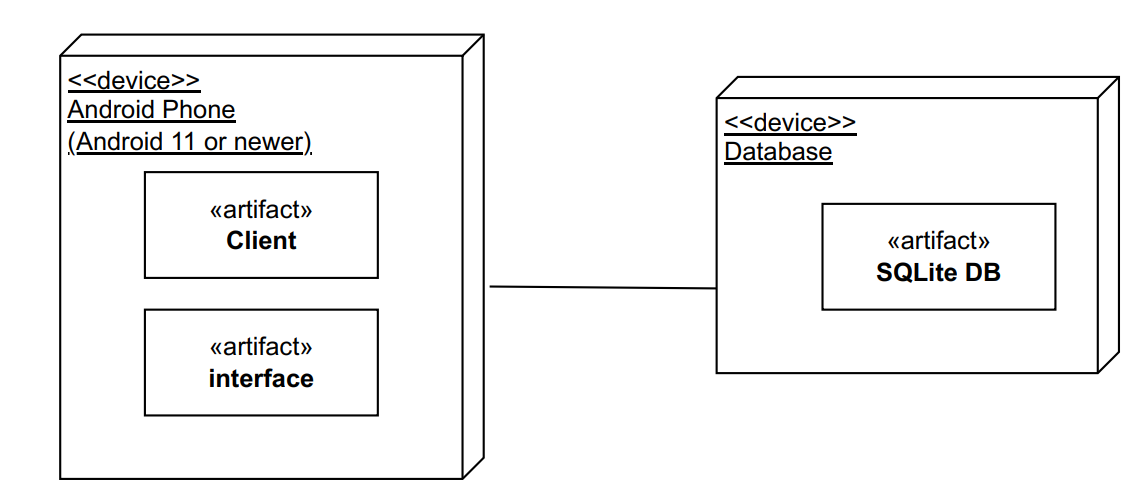 <<device>>
Android Phone
(Android 11 or newer)
«artifact»
Client
«artifact»
interface
<<device>>
Database
«artifact»
SQLite DB